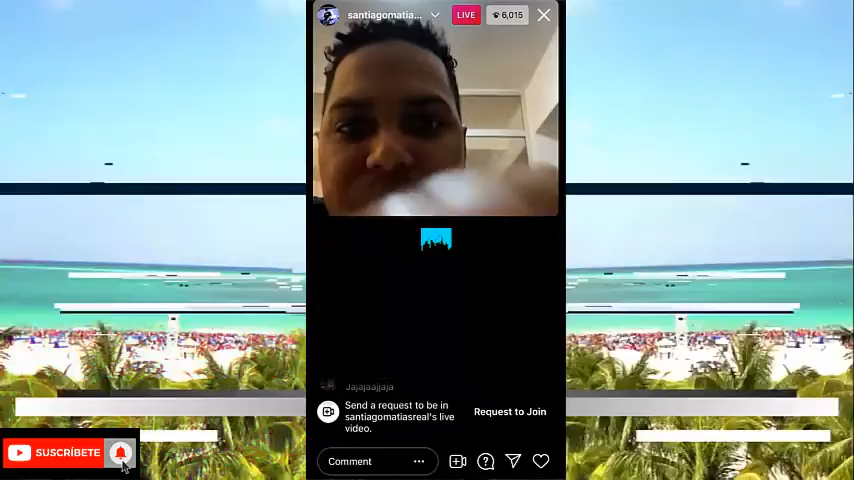 santiagomatia...
LIVE
6,015
Jajajaajjaja
Send a request to be in
santiagomatiasreal's live
video.
Request to Join
Comment
SUSCRÍBETE